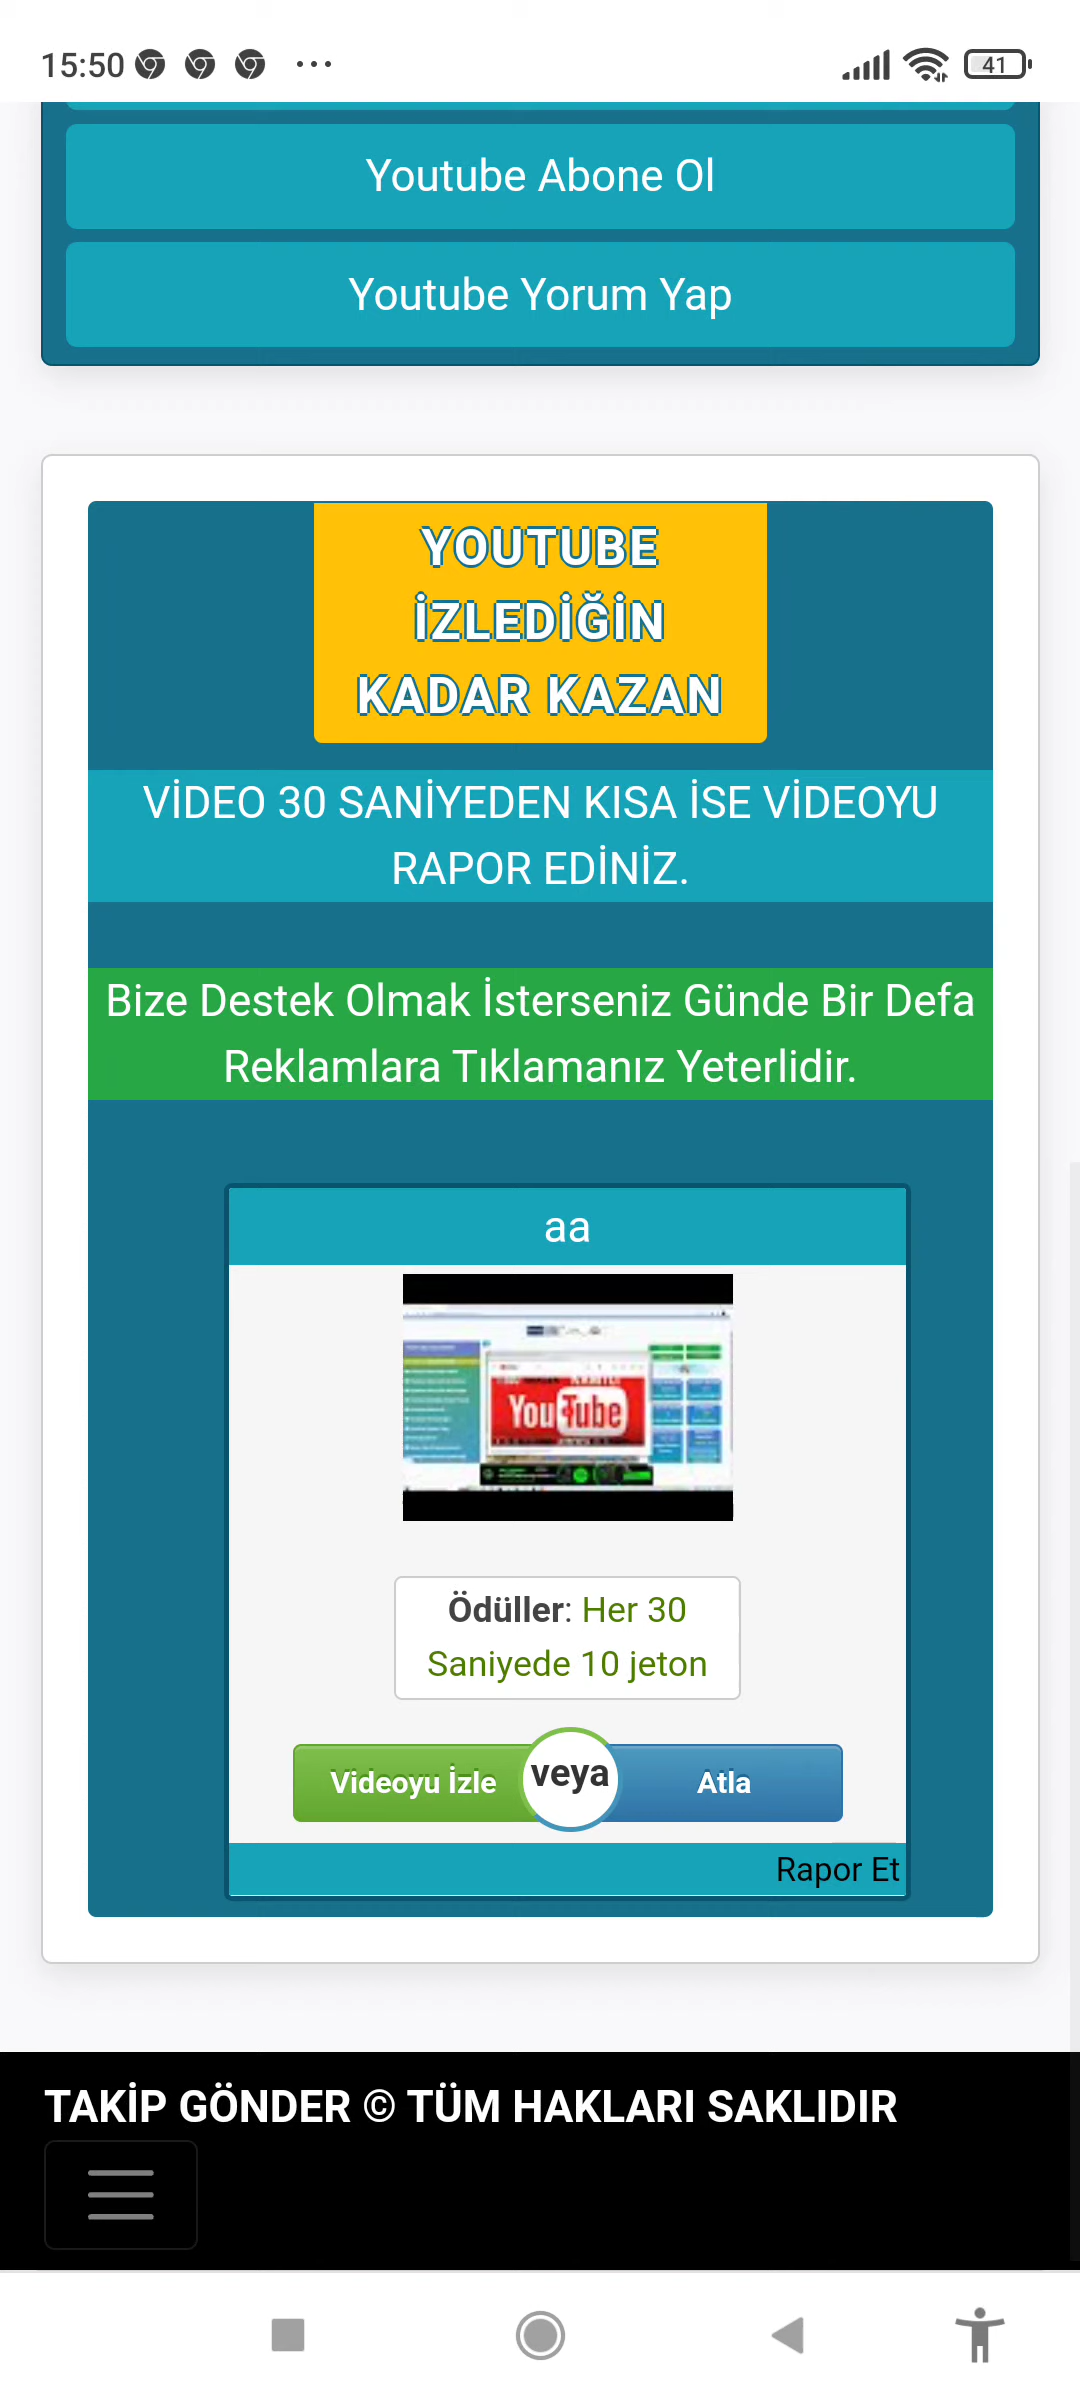 15:50
41
Youtube Abone Ol
Youtube Yorum Yap
YOUTUBE
İZLEDİĞİN
KADAR KAZAN
VİDEO 30 SANİYEDEN KISA İSE VİDEOYU
RAPOR EDİNİZ.
Bize Destek Olmak İsterseniz Günde Bir Defa
Reklamlara Tıklamanız Yeterlidir.
aa
YouTube
Ödüller: Her 30
Saniyede 10 jeton
Videoyu İzle
veya
Atla
Rapor Et
TAKİP GÖNDER © TÜM HAKLARI SAKLIDIR